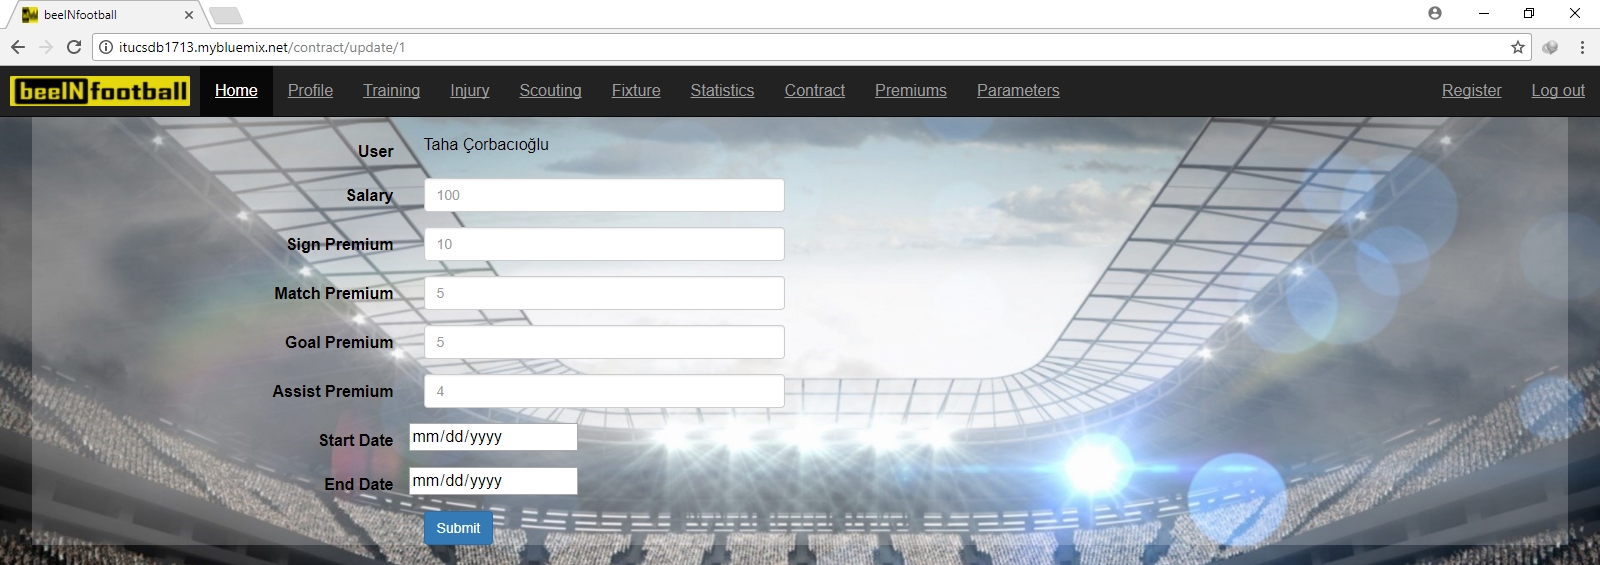 beeINfootball
itucsdb1713.mybluemix.net/contract/update/1
beeINfootball Home Profile Training Injury Scouting Fixture Statistics Contract Premiums Parameters Register Log out
User Taha Çorbacıoğlu
Salary 100
Sign Premium 10
Match Premium 5
Goal Premium 5
Assist Premium 4
Start Date mm/dd/yyyy
End Date mm/dd/yyyy
Submit